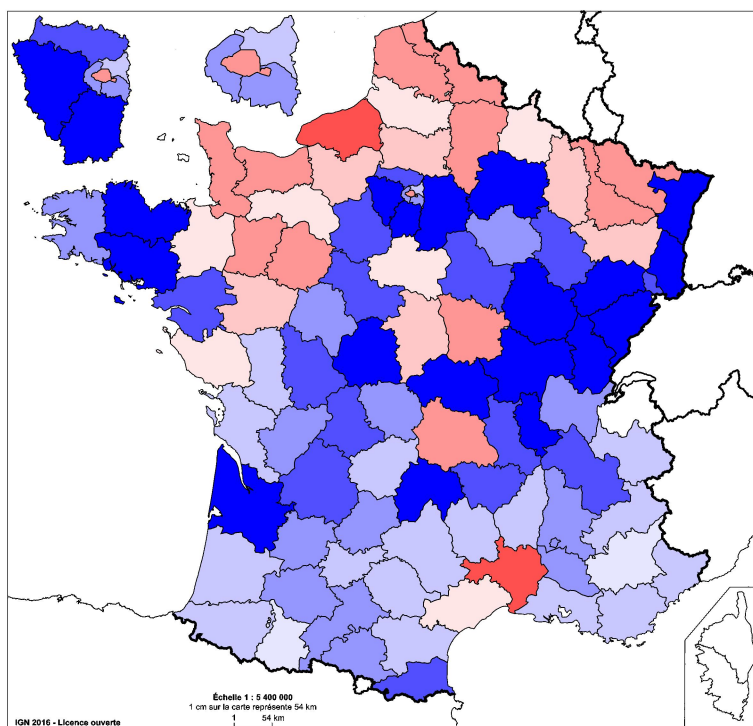 Échelle 1 : 5 400 000
1 cm sur la carte représente 54 km
1 54 km
IGN 2016 - Licence ouverte